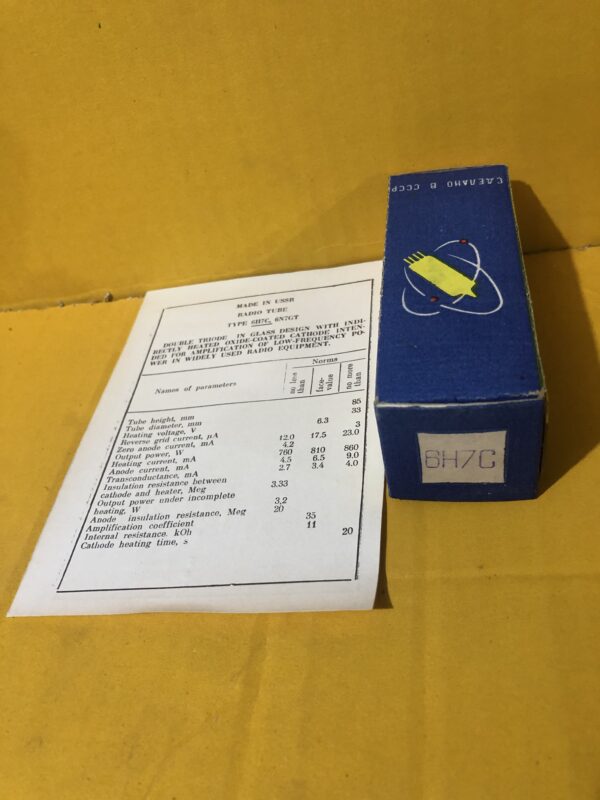 СДЕЛАНО В СССР
6Н7С
MADE IN USSR
RADIO TUBE
TYPE 6H7C, 6N7GT
DOUBLE TRIODE IN GLASS DESIGN WITH INDI-
RECTLY HEATED OXIDE-COATED CATHODE INTEN-
DED FOR AMPLIFICATION OF LOW-FREQUENCY PO-
WER IN WIDELY USED RADIO EQUIPMENT.
Names of parameters
Norms
no less than
face-value
no more than
Tube height, mm 85
Tube diameter, mm 33
Heating voltage, V 6.3
Reverse grid current, µA 3
Zero anode current, mA 12.0 17.5 23.0
Output power, W 4.2
Heating current, mA 760 810 860
Anode current, mA 4.5 6.5 9.0
Transconductance, mA 2.7 3.4 4.0
Insulation resistance between
cathode and heater, Meg 3.33
Output power under incomplete
heating, W 3,2
Anode insulation resistance, Meg 20
Amplification coefficient 35
Internal resistance, kOh 11
Cathode heating time, s 20